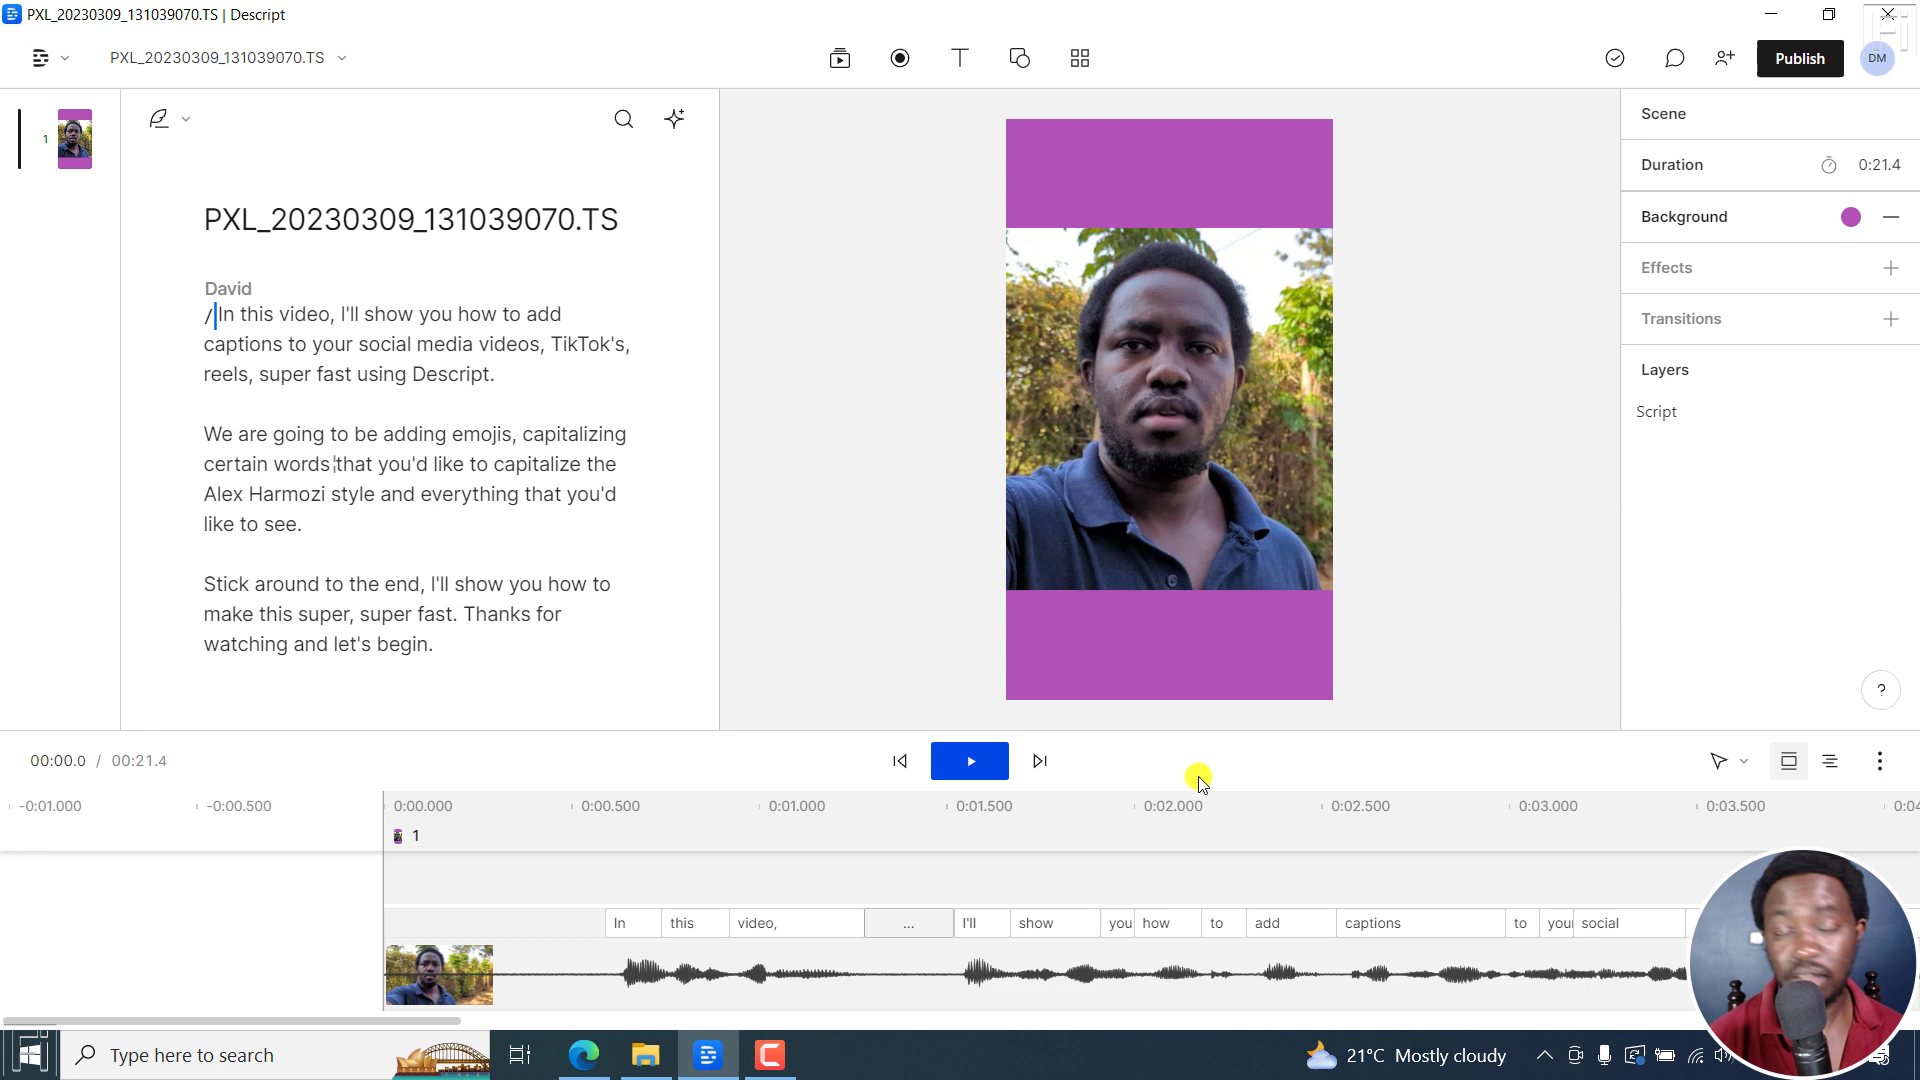 PXL_20230309_131039070.TS | Descript
PXL_20230309_131039070.TS
Publish
DM
1
Scene
Duration 0:21.4
Background
Effects
Transitions
Layers
Script
PXL_20230309_131039070.TS
David
/In this video, I'll show you how to add
captions to your social media videos, TikTok's,
reels, super fast using Descript.
We are going to be adding emojis, capitalizing
certain words that you'd like to capitalize the
Alex Harmozi style and everything that you'd
like to see.
Stick around to the end, I'll show you how to
make this super, super fast. Thanks for
watching and let's begin.
?
00:00.0 / 00:21.4
-0:01.000 -0:00.500 0:00.000 0:00.500 0:01.000 0:01.500 0:02.000 0:02.500 0:03.000 0:03.500
1
In this video, ... I'll show you how to add captions to your social
Type here to search
21°C Mostly cloudy